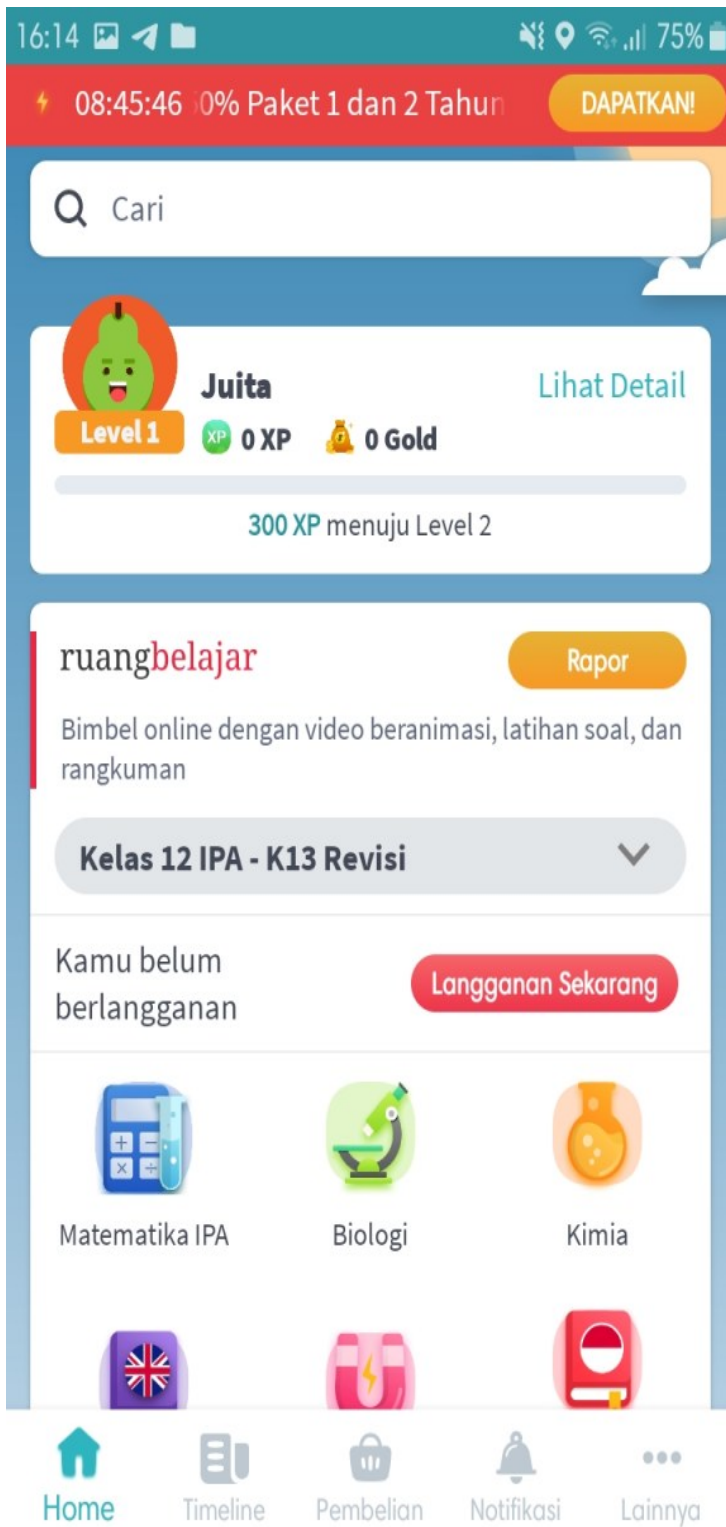 16:14 75%
08:45:46 0% Paket 1 dan 2 Tahun DAPATKAN!
Cari
Juita Lihat Detail
Level 1 XP 0 XP 0 Gold
300 XP menuju Level 2
ruangbelajar Rapor
Bimbel online dengan video beranimasi, latihan soal, dan
rangkuman
Kelas 12 IPA - K13 Revisi
Kamu belum
berlangganan
Langganan Sekarang
Matematika IPA Biologi Kimia
Home Timeline Pembelian Notifikasi Lainnya